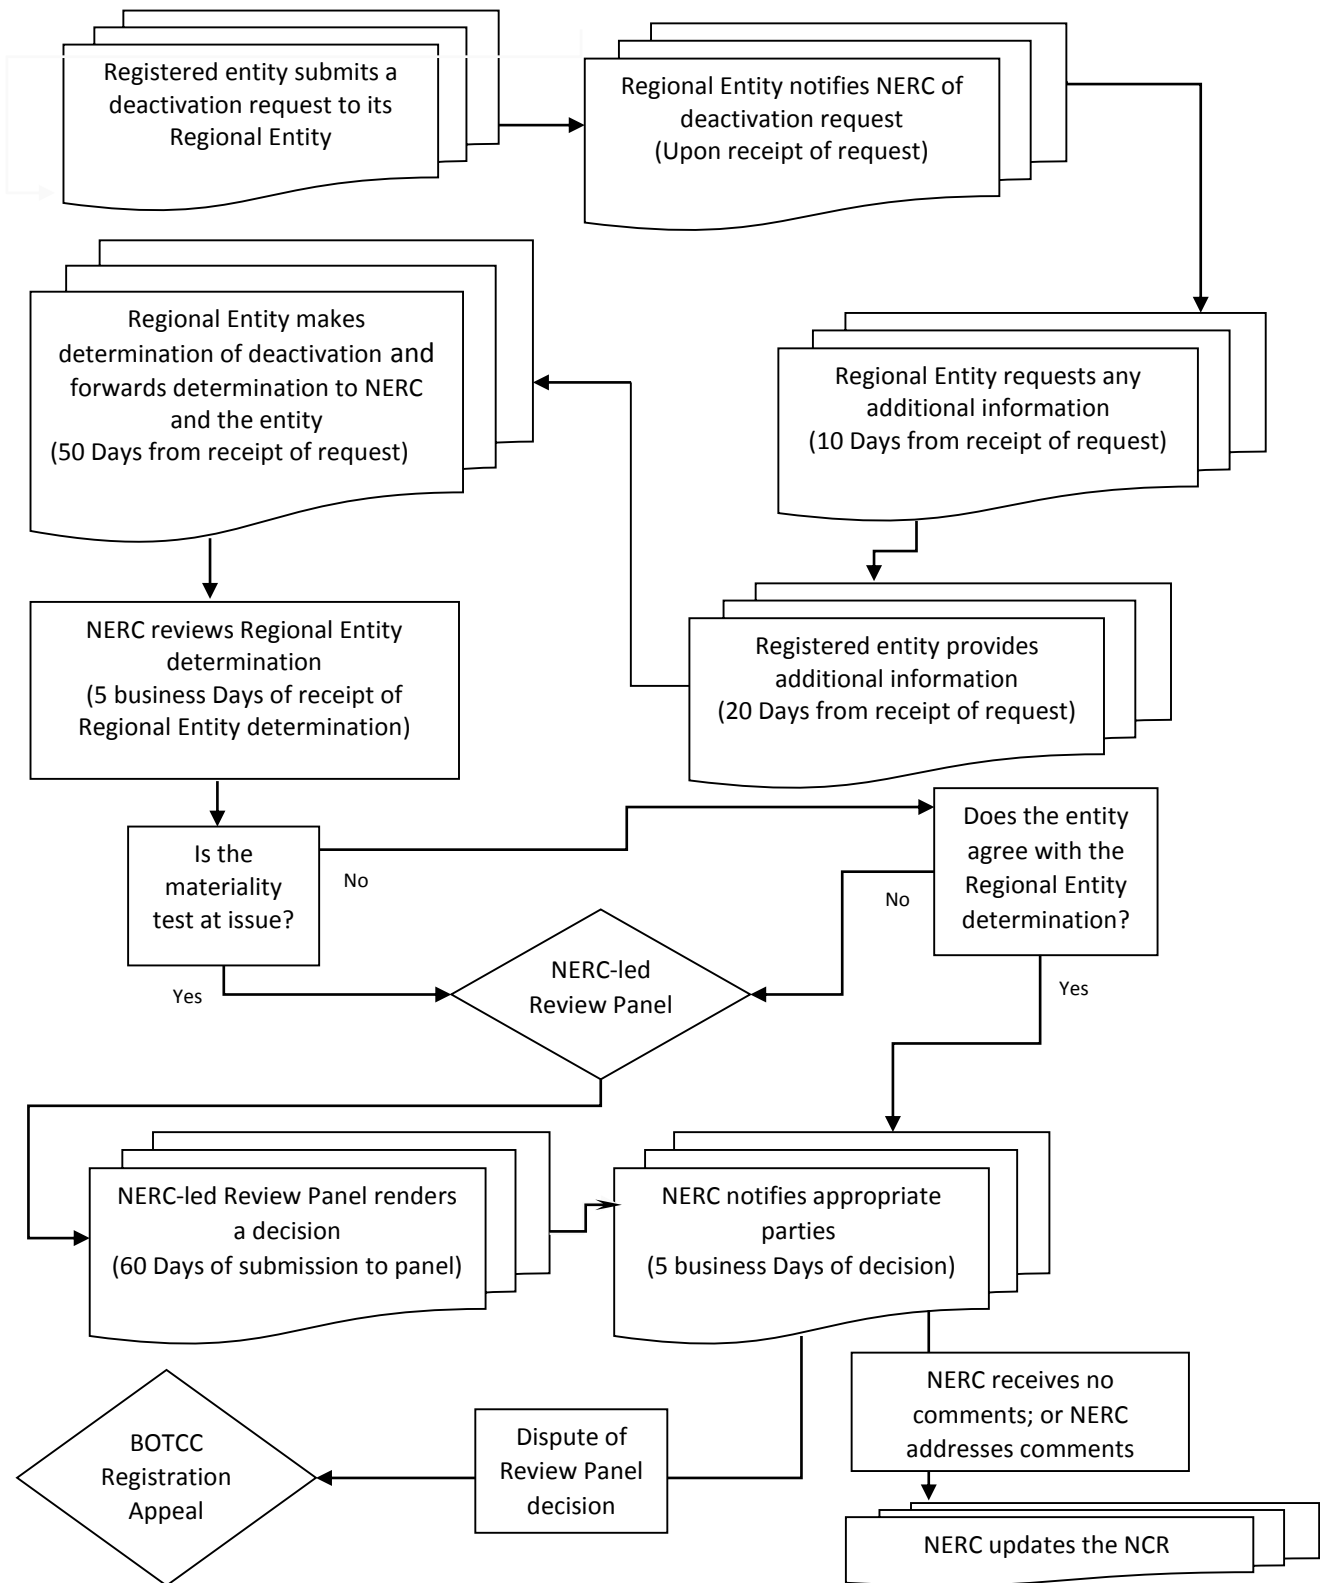 Registered entity submits a
deactivation request to its
Regional Entity
Regional Entity notifies NERC of
deactivation request
(Upon receipt of request)
Regional Entity requests any
additional information
(10 Days from receipt of request)
Regional Entity makes
determination of deactivation and
forwards determination to NERC
and the entity
(50 Days from receipt of request)
Registered entity provides
additional information
(20 Days from receipt of request)
NERC reviews Regional Entity
determination
(5 business Days of receipt of
Regional Entity determination)
Is the
materiality
test at issue?
No
Yes
Does the entity
agree with the
Regional Entity
determination?
No
Yes
NERC-led
Review Panel
NERC-led Review Panel renders
a decision
(60 Days of submission to panel)
NERC notifies appropriate
parties
(5 business Days of decision)
NERC receives no
comments; or NERC
addresses comments
Dispute of
Review Panel
decision
BOTCC
Registration
Appeal
NERC updates the NCR